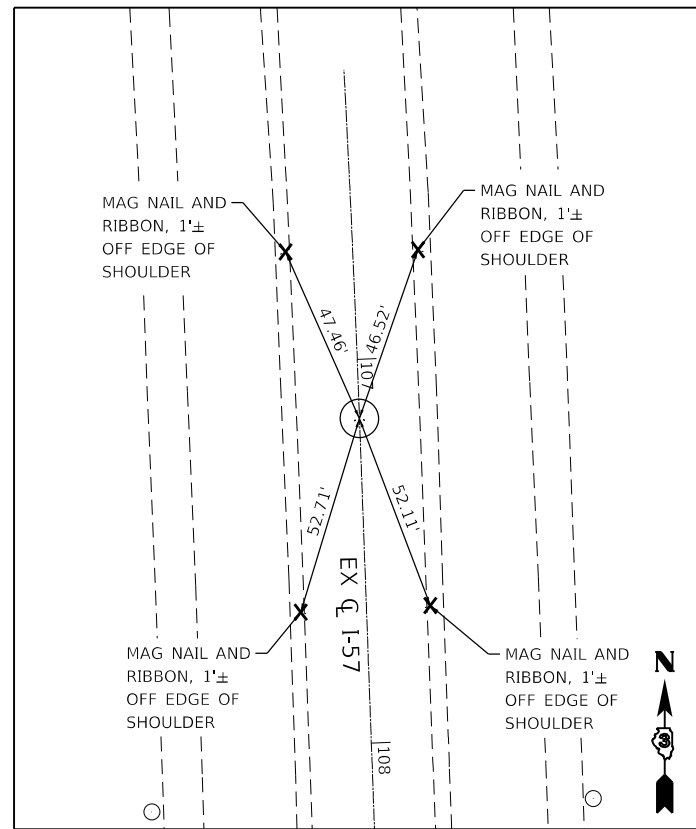 MAG NAIL AND
RIBBON, 1'±
OFF EDGE OF
SHOULDER
MAG NAIL AND
RIBBON, 1'±
OFF EDGE OF
SHOULDER
47.46'
46.52'
107
52.71'
52.11'
EX ℄ I-57
MAG NAIL AND
RIBBON, 1'±
OFF EDGE OF
SHOULDER
MAG NAIL AND
RIBBON, 1'±
OFF EDGE OF
SHOULDER
N
3
108